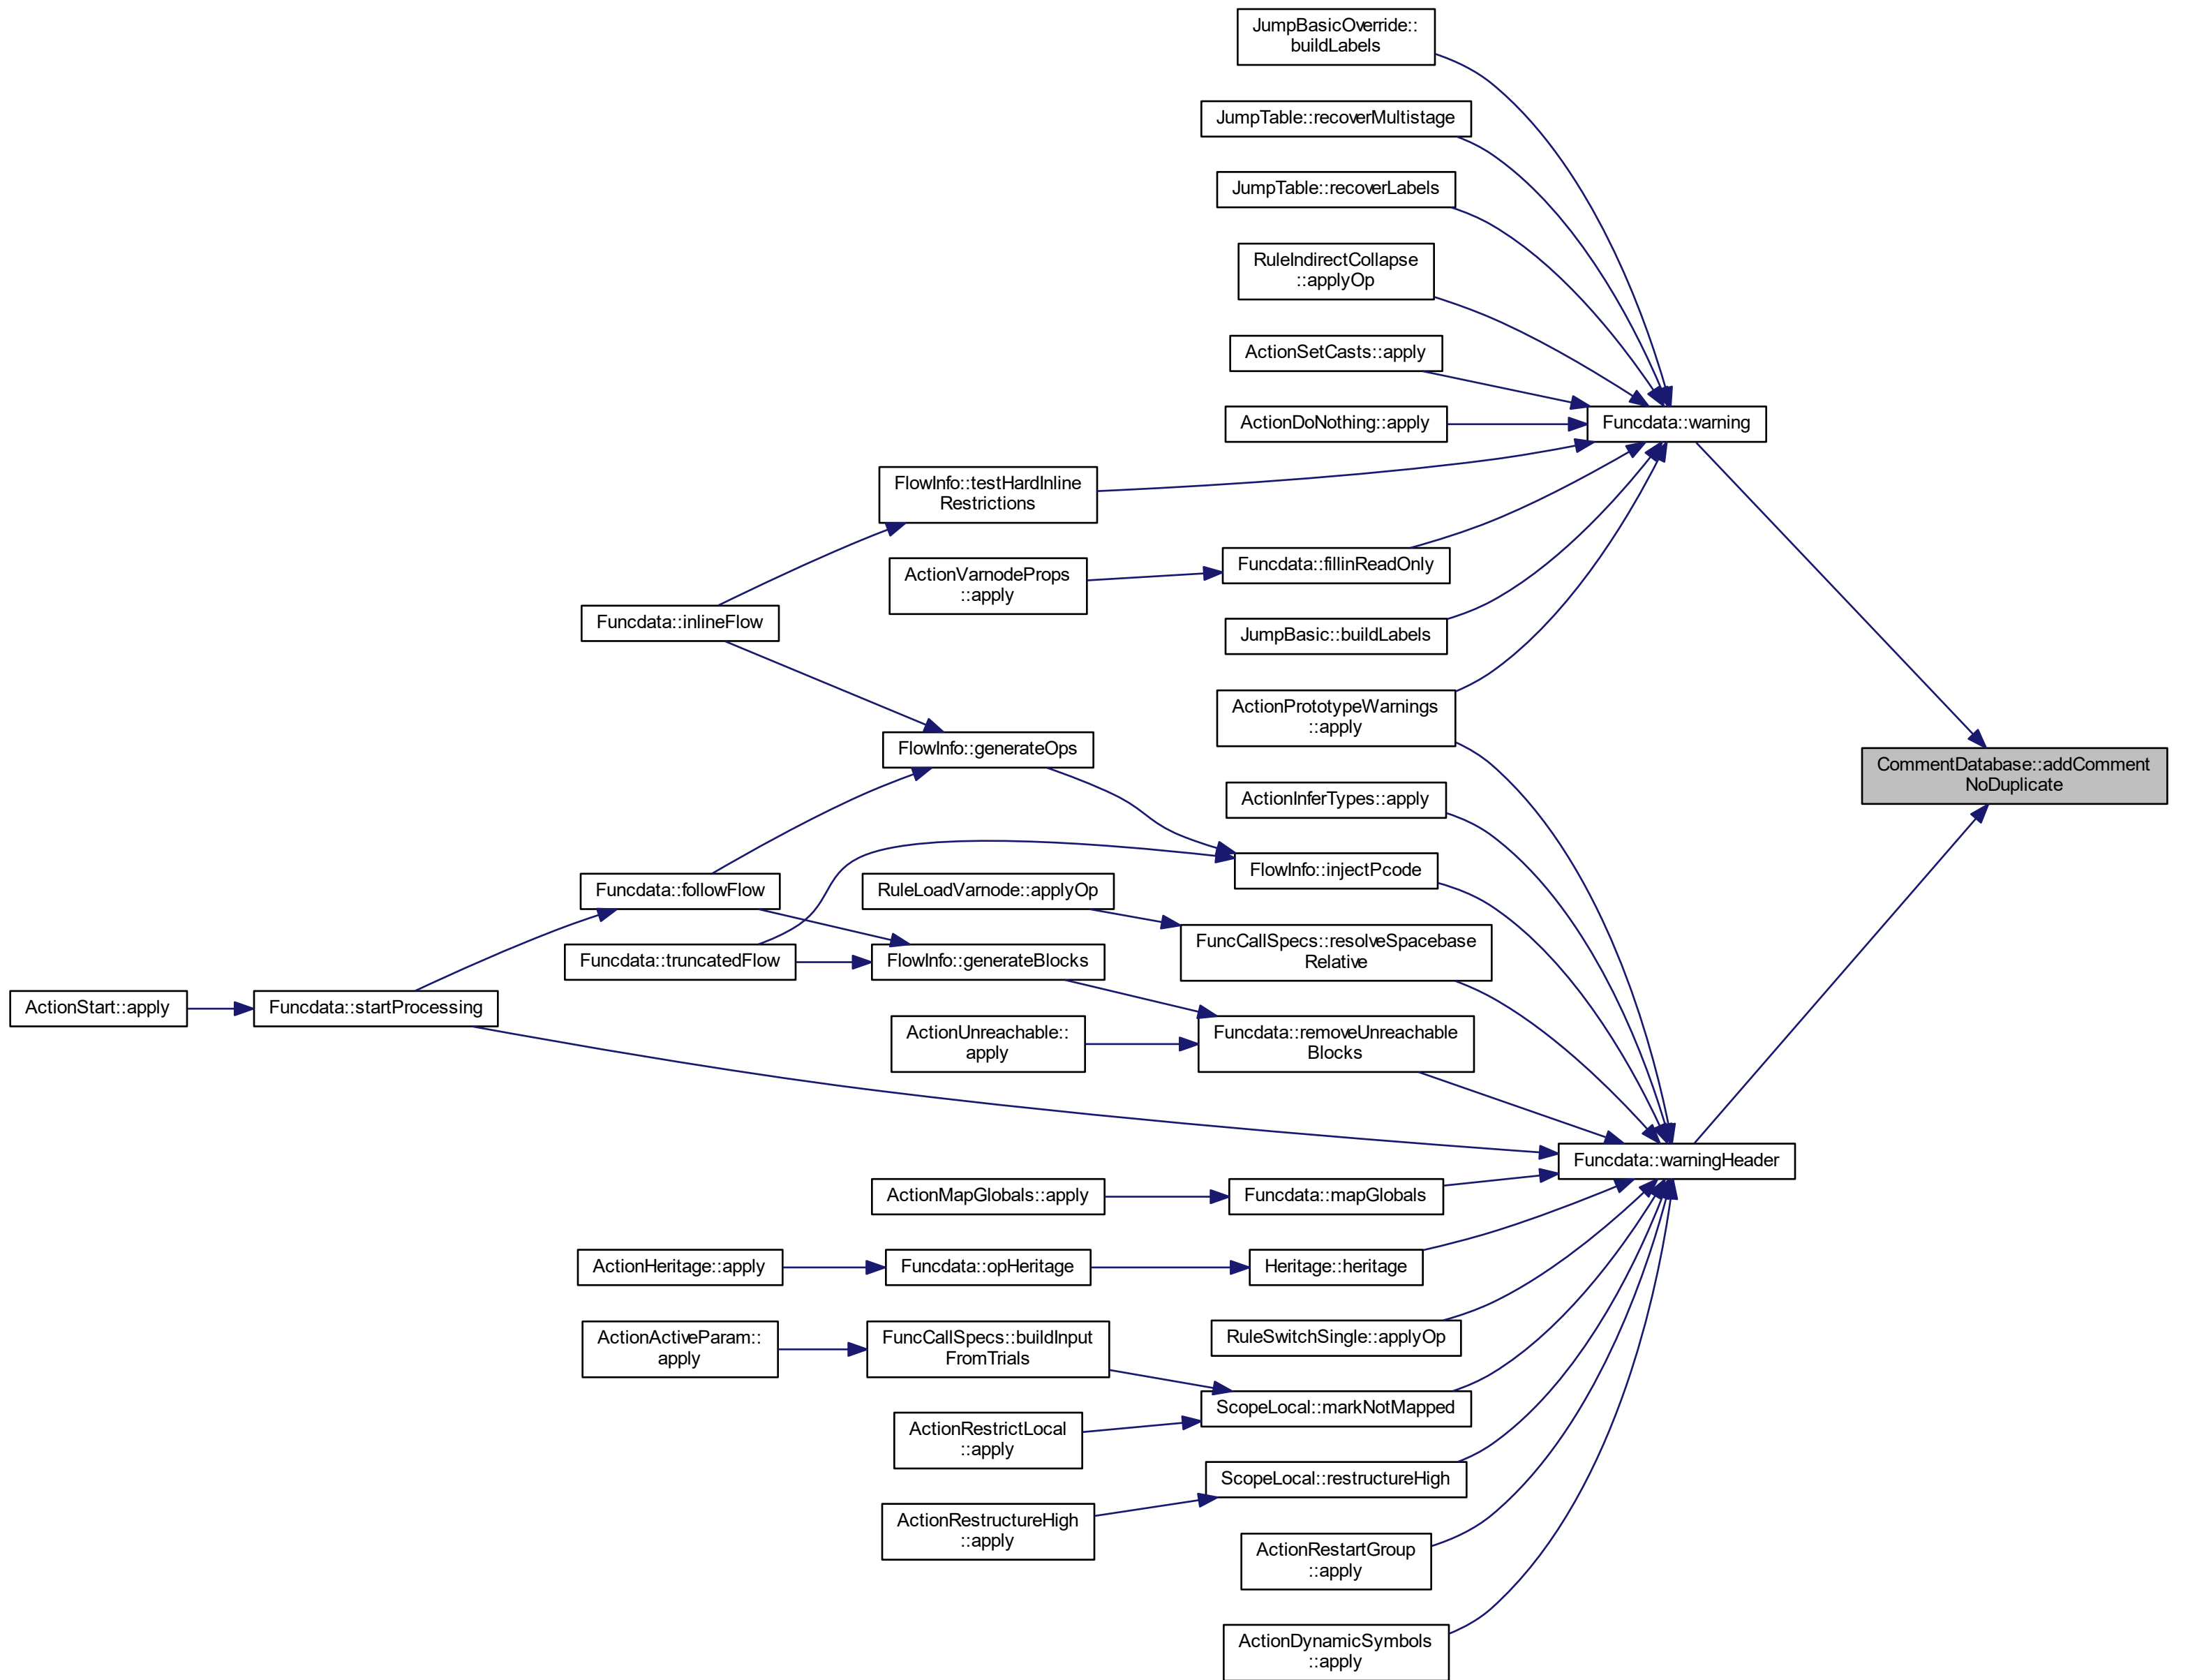 JumpBasicOverride::
buildLabels
JumpTable::recoverMultistage
JumpTable::recoverLabels
RuleIndirectCollapse
::applyOp
ActionSetCasts::apply
ActionDoNothing::apply
Funcdata::warning
FlowInfo::testHardInline
Restrictions
Funcdata::fillinReadOnly
ActionVarnodeProps
::apply
Funcdata::inlineFlow
JumpBasic::buildLabels
ActionPrototypeWarnings
::apply
FlowInfo::generateOps
CommentDatabase::addComment
NoDuplicate
ActionInferTypes::apply
FlowInfo::injectPcode
Funcdata::followFlow
RuleLoadVarnode::applyOp
FuncCallSpecs::resolveSpacebase
Relative
Funcdata::truncatedFlow
FlowInfo::generateBlocks
ActionStart::apply
Funcdata::startProcessing
ActionUnreachable::
apply
Funcdata::removeUnreachable
Blocks
Funcdata::warningHeader
ActionMapGlobals::apply
Funcdata::mapGlobals
ActionHeritage::apply
Funcdata::opHeritage
Heritage::heritage
RuleSwitchSingle::applyOp
ActionActiveParam::
apply
FuncCallSpecs::buildInput
FromTrials
ScopeLocal::markNotMapped
ActionRestrictLocal
::apply
ScopeLocal::restructureHigh
ActionRestructureHigh
::apply
ActionRestartGroup
::apply
ActionDynamicSymbols
::apply